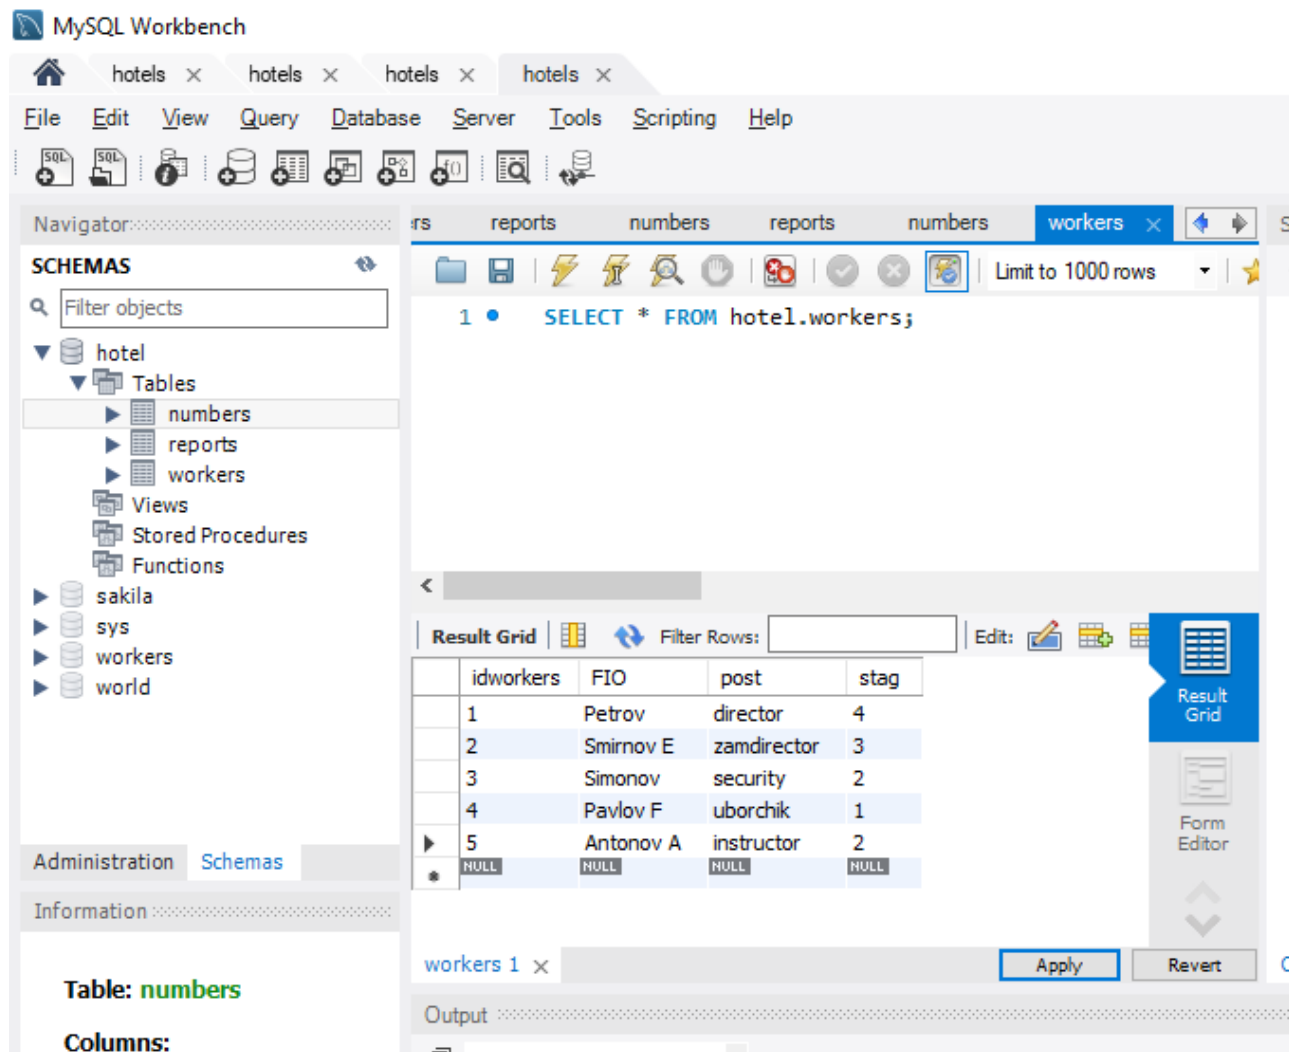 MySQL Workbench
hotels hotels hotels hotels
File Edit View Query Database Server Tools Scripting Help
Navigator
SCHEMAS
Filter objects
hotel
Tables
numbers
reports
workers
Views
Stored Procedures
Functions
sakila
sys
workers
world
Administration Schemas
Information
Table: numbers
Columns:
rs reports numbers reports numbers workers
Limit to 1000 rows
1 SELECT * FROM hotel.workers;
Result Grid Filter Rows: Edit:
idworkers FIO post stag
1 Petrov director 4
2 Smirnov E zamdirector 3
3 Simonov security 2
4 Pavlov F uborchik 1
5 Antonov A instructor 2
NULL NULL NULL NULL
Result
Grid
Form
Editor
workers 1 Apply Revert
Output